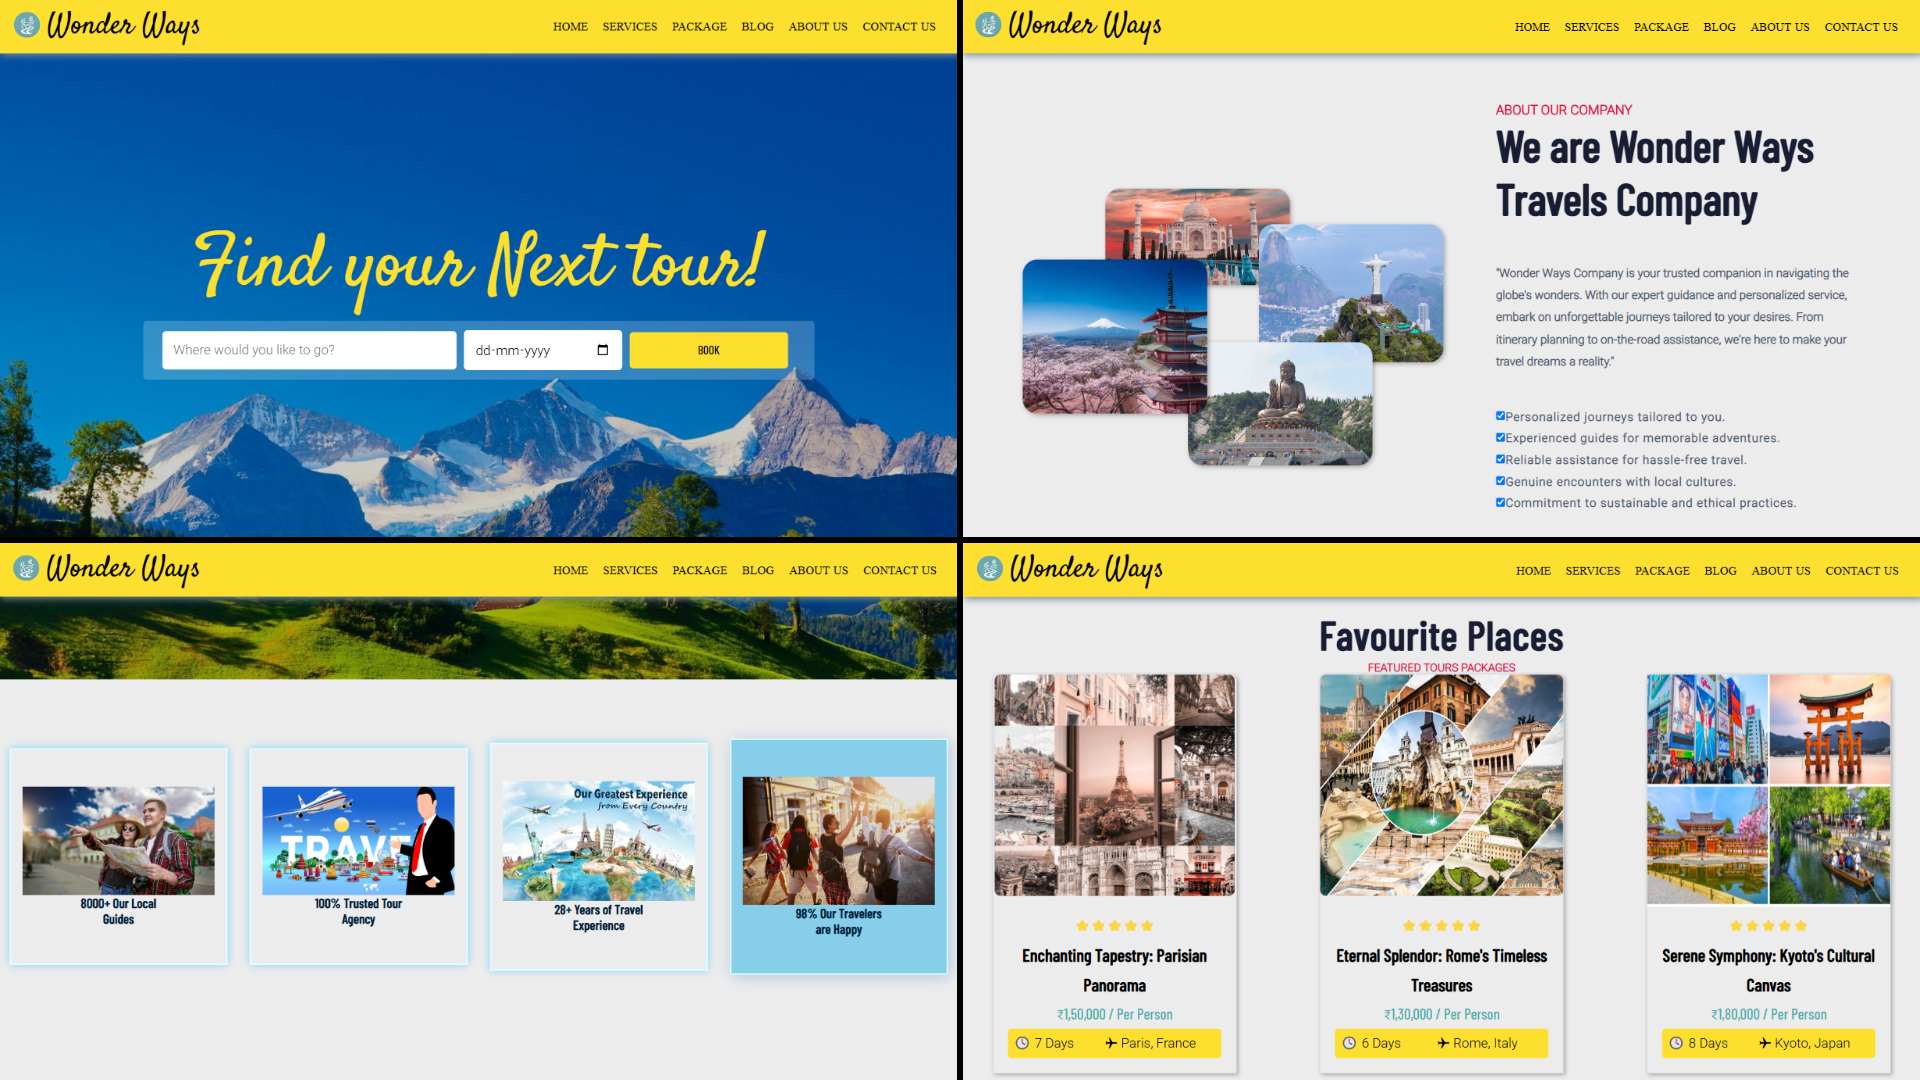 Wonder Ways
HOME SERVICES PACKAGE BLOG ABOUT US CONTACT US
Find your Next tour!
Where would you like to go?
dd-mm-yyyy
BOOK
Wonder Ways
HOME SERVICES PACKAGE BLOG ABOUT US CONTACT US
ABOUT OUR COMPANY
We are Wonder Ways
Travels Company
"Wonder Ways Company is your trusted companion in navigating the
globe's wonders. With our expert guidance and personalized service,
embark on unforgettable journeys tailored to your desires. From
itinerary planning to on-the-road assistance, we're here to make your
travel dreams a reality."
Personalized journeys tailored to you.
Experienced guides for memorable adventures.
Reliable assistance for hassle-free travel.
Genuine encounters with local cultures.
Commitment to sustainable and ethical practices.
Wonder Ways
HOME SERVICES PACKAGE BLOG ABOUT US CONTACT US
8000+ Our Local
Guides
TRAVE
100% Trusted Tour
Agency
Our Greatest Experience
from Every Country
28+ Years of Travel
Experience
98% Our Travelers
are Happy
Wonder Ways
HOME SERVICES PACKAGE BLOG ABOUT US CONTACT US
Favourite Places
FEATURED TOURS PACKAGES
Enchanting Tapestry: Parisian
Panorama
₹1,50,000 / Per Person
7 Days Paris, France
Eternal Splendor: Rome's Timeless
Treasures
₹1,30,000 / Per Person
6 Days Rome, Italy
Serene Symphony: Kyoto's Cultural
Canvas
₹1,80,000 / Per Person
8 Days Kyoto, Japan